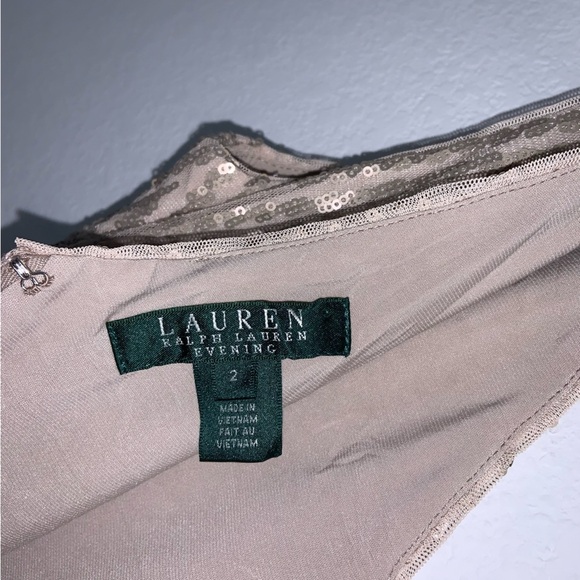 LAUREN
RALPH LAUREN
EVENING
2
MADE IN
VIETNAM
FAIT AU
VIETNAM